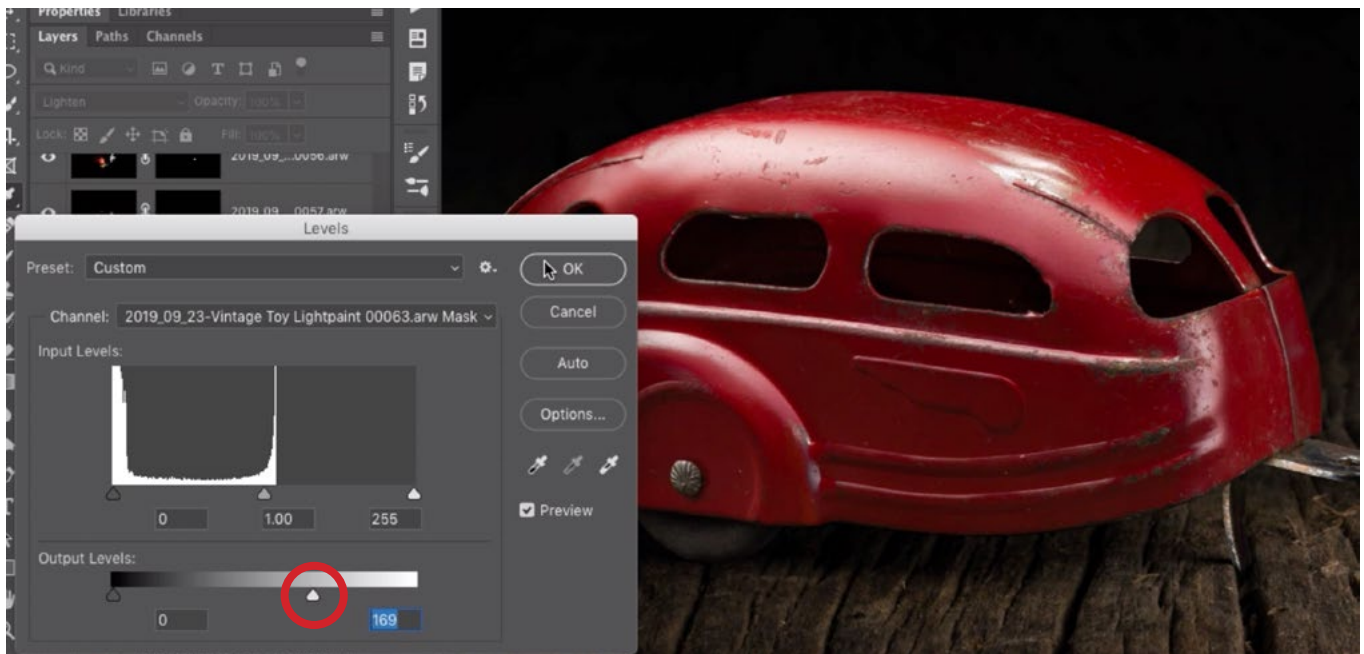 Properties Libraries
Layers Paths Channels
Kind
Lighten Opacity: 100%
Lock: Fill: 100%
2019_09_...0056.arw
2019_09_...0057.arw
Levels
Preset: Custom OK
Channel: 2019_09_23-Vintage Toy Lightpaint 00063.arw Mask Cancel
Input Levels:
Auto
Options...
0 1.00 255 Preview
Output Levels:
0 169